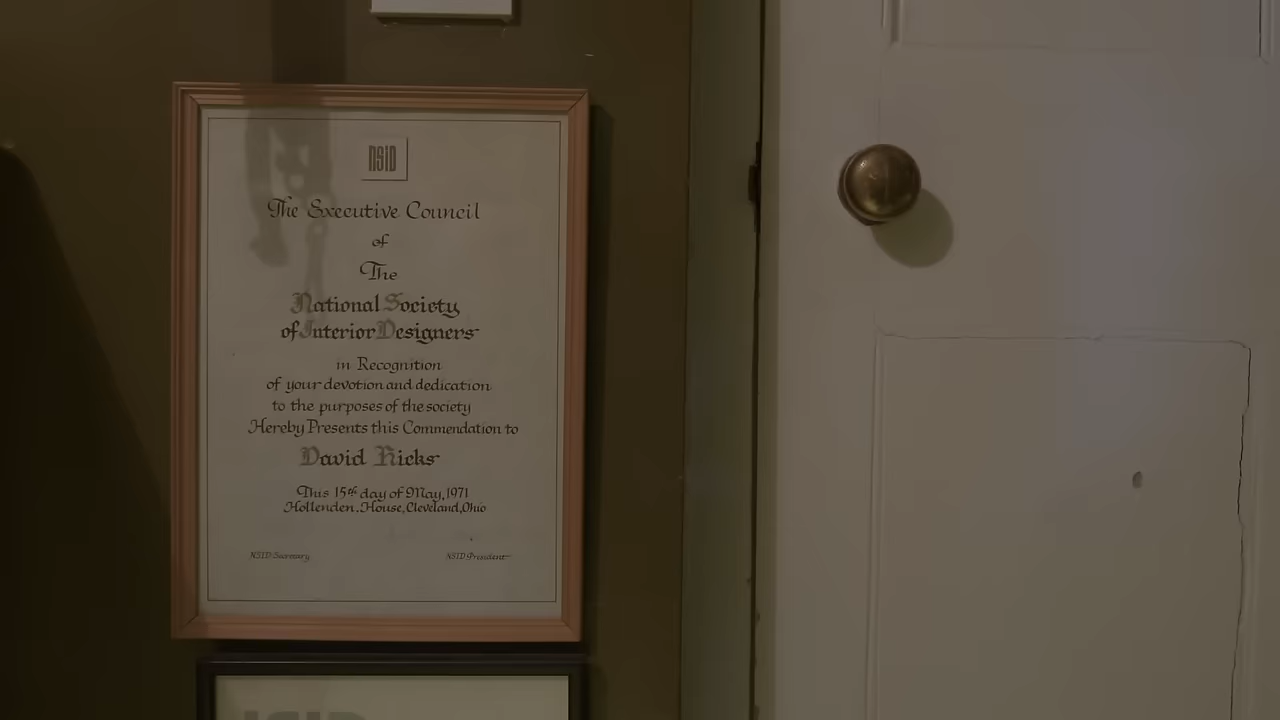 NSID
The Executive Council
of
The
National Society
of Interior Designers
in Recognition
of your devotion and dedication
to the purposes of the society
Hereby Presents this Commendation to
David Ricks
This 15th day of May, 1971
Hollenden House, Cleveland, Ohio
NSID Secretary
NSID President
NSID